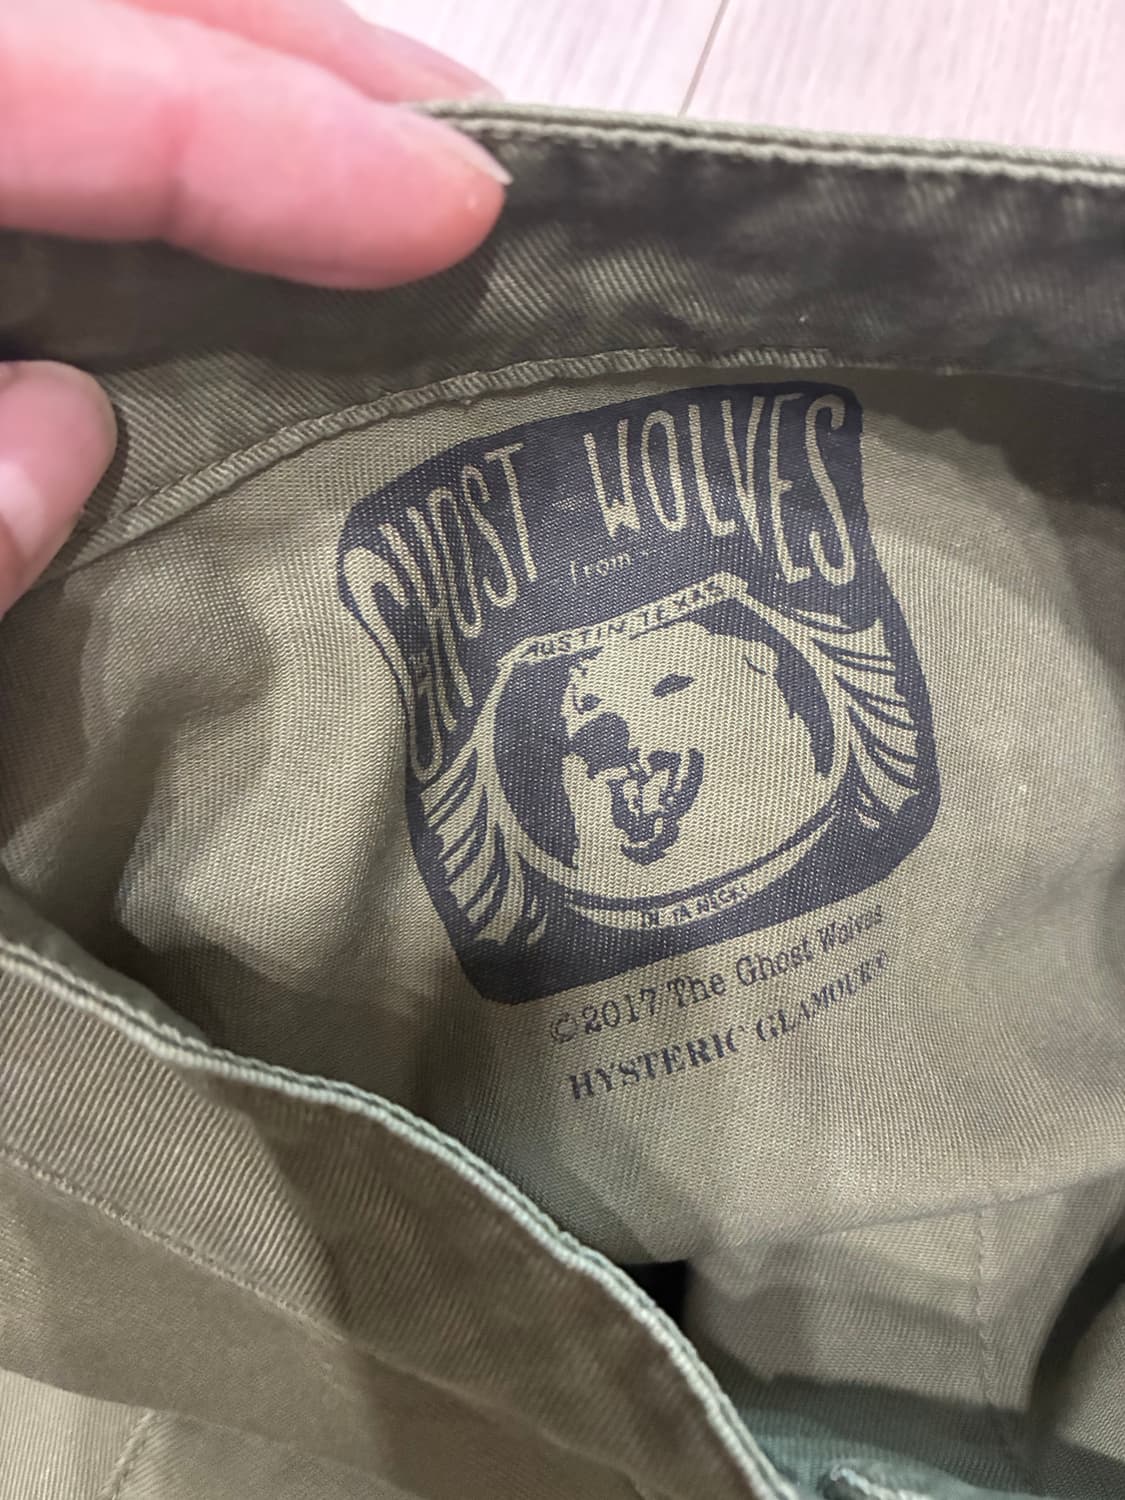 GHOST WOLVES
from
AUSTIN, TEXAS
©2017 The Ghost Wolves
HYSTERIC GLAMOUR®